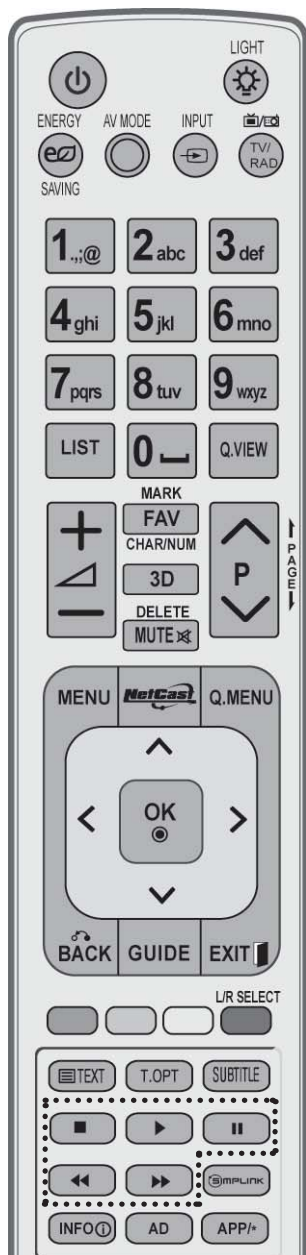 LIGHT
ENERGY AV MODE INPUT
TV/
RAD
SAVING
1.,;@ 2abc 3def
4ghi 5jkl 6mno
7pqrs 8tuv 9wxyz
LIST 0 Q.VIEW
MARK
FAV
CHAR/NUM
3D
P
PAGE
DELETE
MUTE
MENU NetCast Q.MENU
OK
BACK GUIDE EXIT
L/R SELECT
TEXT T.OPT SUBTITLE
SIMPLINK
INFO AD APP/*